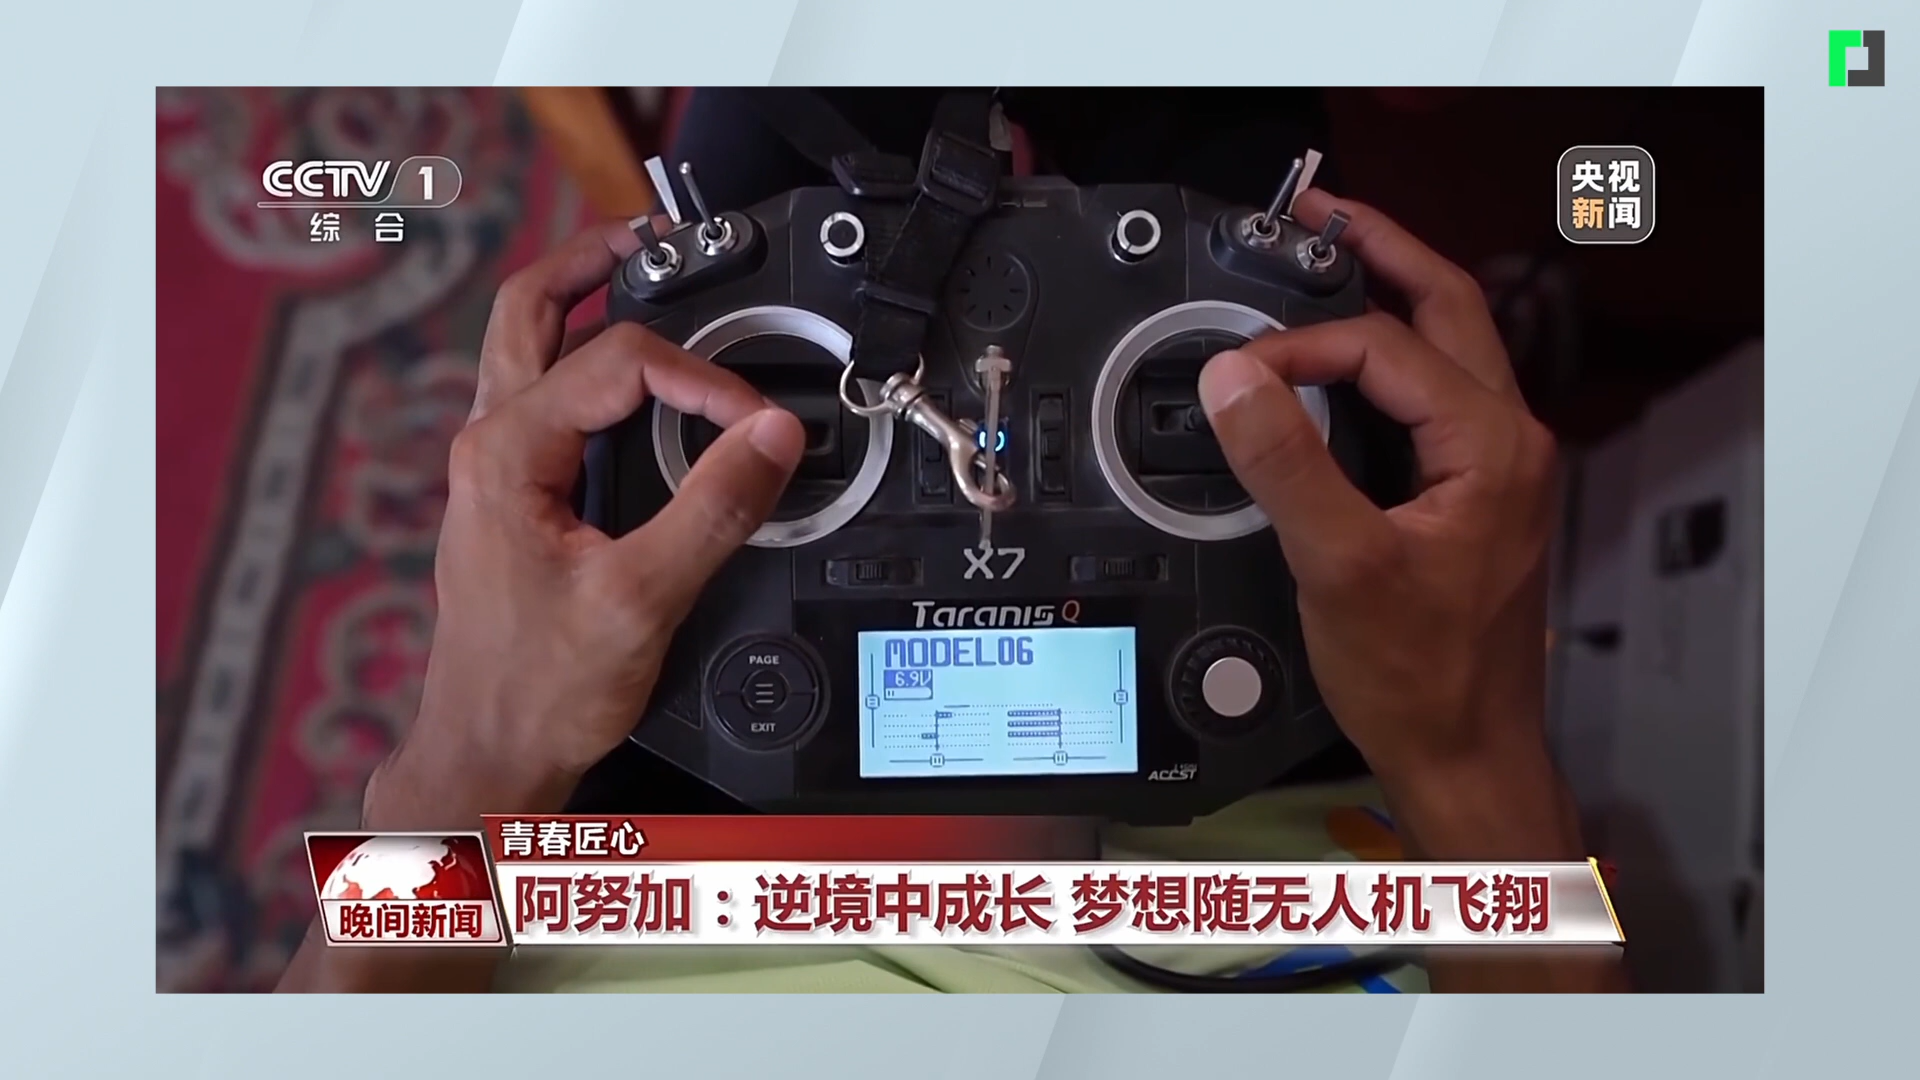 CCTV 1
综合
央视
新闻
X7
Taranis Q
PAGE
EXIT
MODEL06
6.9V
ACCST
青春匠心
晚间新闻
阿努加：逆境中成长 梦想随无人机飞翔